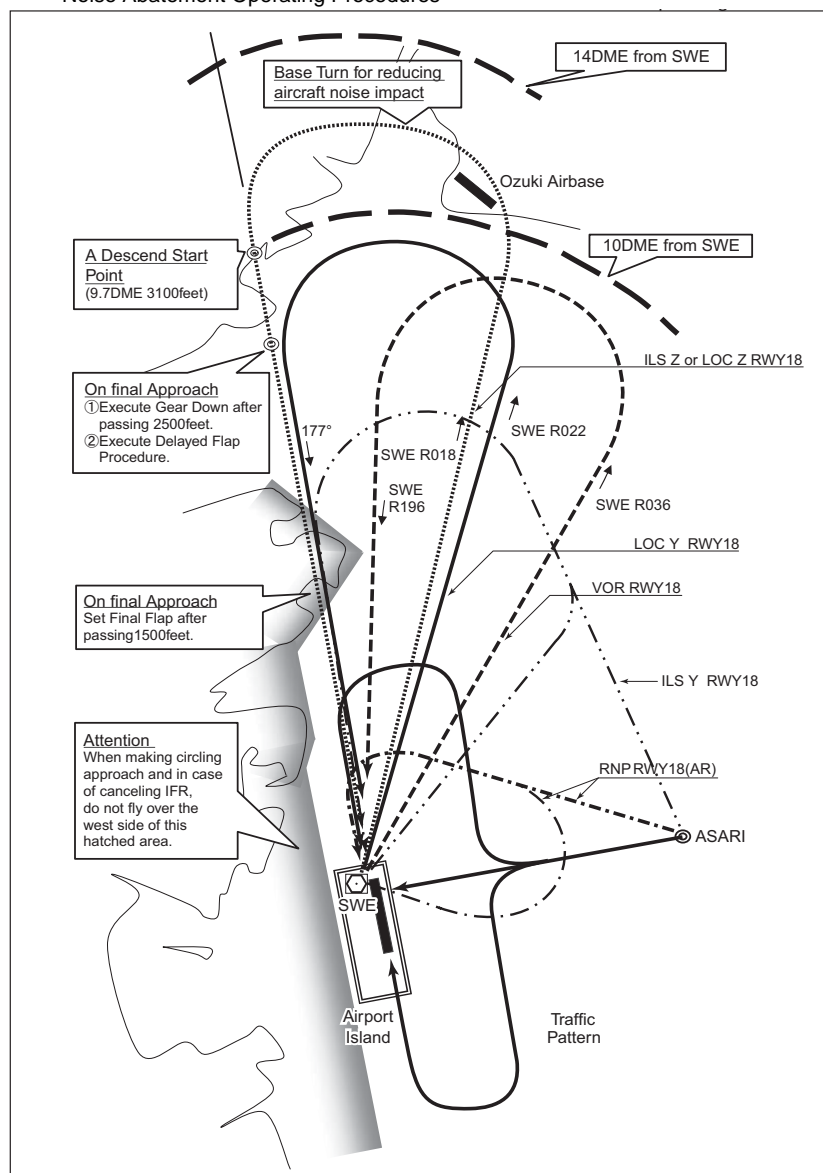 Noise Abatement Operating Procedures
14DME from SWE
Base Turn for reducing
aircraft noise impact
Ozuki Airbase
10DME from SWE
A Descend Start
Point
(9.7DME 3100feet)
ILS Z or LOC Z RWY18
On final Approach
①Execute Gear Down after
passing 2500feet.
②Execute Delayed Flap
Procedure.
177°
SWE R018
SWE R022
SWE
R196
SWE R036
LOC Y RWY18
VOR RWY18
On final Approach
Set Final Flap after
passing1500feet.
ILS Y RWY18
Attention
When making circling
approach and in case
of canceling IFR,
do not fly over the
west side of this
hatched area.
RNPRWY18(AR)
ASARI
SWE
Airport
Island
Traffic
Pattern